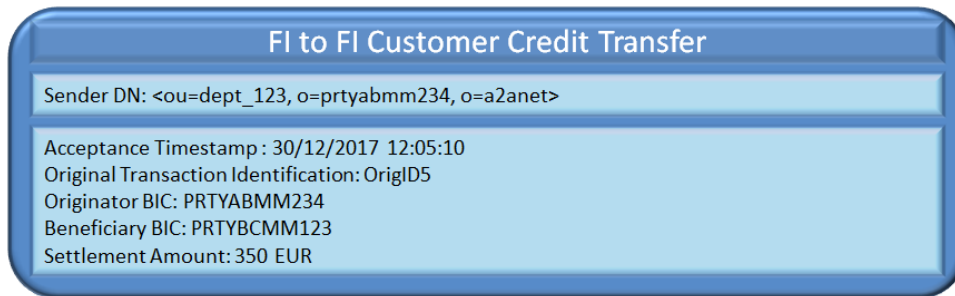 FI to FI Customer Credit Transfer
Sender DN: <ou=dept_123, o=prtyabmm234, o=a2anet>
Acceptance Timestamp : 30/12/2017 12:05:10
Original Transaction Identification: OrigID5
Originator BIC: PRTYABMM234
Beneficiary BIC: PRTYBCMM123
Settlement Amount: 350 EUR